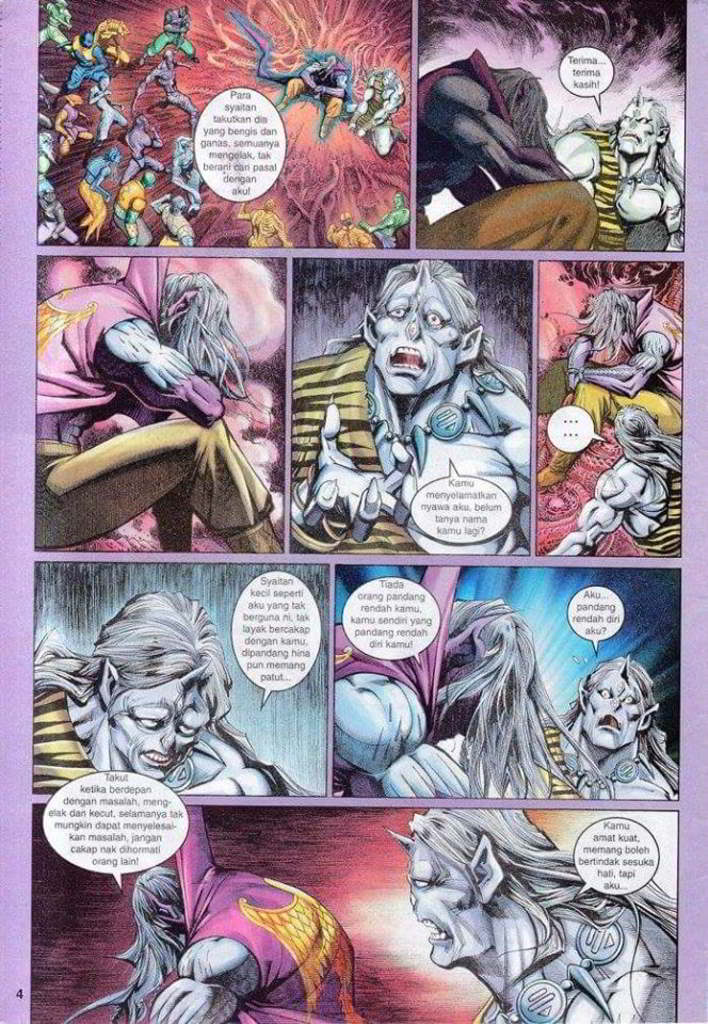 Para
syaitan
takutkan dia
yang bengis dan
ganas, semuanya
mengelak, tak
berani cari pasal
dengan
aku!
Terima...
terima
kasih!
Kamu
menyelamatkan
nyawa aku, belum
tanya nama
kamu lagi?
...
...
Syaitan
kecil seperti
aku yang tak
berguna ni, tak
layak bercakap
dengan kamu,
dipandang hina
pun memang
patut...
Tiada
orang pandang
rendah kamu,
kamu sendiri yang
pandang rendah
diri kamu!
Aku...
pandang
rendah diri
aku?
Takut
ketika berdepan
dengan masalah, meng-
elak dan kecut, selamanya tak
mungkin dapat menyelesai-
kan masalah, jangan
cakap nak dihormati
orang lain!
Kamu
amat kuat,
memang boleh
bertindak sesuka
hati, tapi
aku...
4